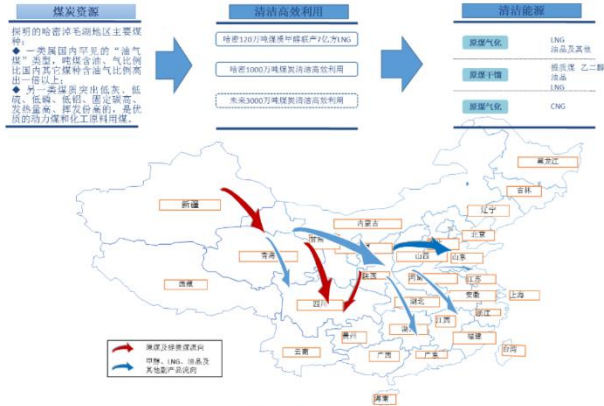 煤炭资源
探明的哈密淖毛湖地区主要煤种：
◆ 一类属国内罕见的“油气煤”类型，吨煤含油、气比例比国内其它煤种含油气比例高出一倍以上；
◆ 另一类煤质突出低灰、低硫、低磷、低铝、固定碳高、发热量高、挥发份高的，是优质的动力煤和化工原料用煤。
清洁高效利用
哈密120万吨煤质甲醇联产7亿方LNG
哈密1000万吨煤炭清洁高效利用
未来3000万吨煤炭清洁高效利用
清洁能源
原煤气化
LNG
油品及其他
原煤干馏
提质煤 乙二醇
油品
LNG
原煤气化
CNG
黑龙江
吉林
辽宁
新疆
内蒙古
北京
甘肃
青海
山西
山东
陕西
河南
江苏
西藏
四川
安徽
上海
湖北
浙江
江西
贵州
福建
云南
广西
广东
台湾
海南
原煤及提质煤流向
甲醇、LNG、油品及
其他副产品流向